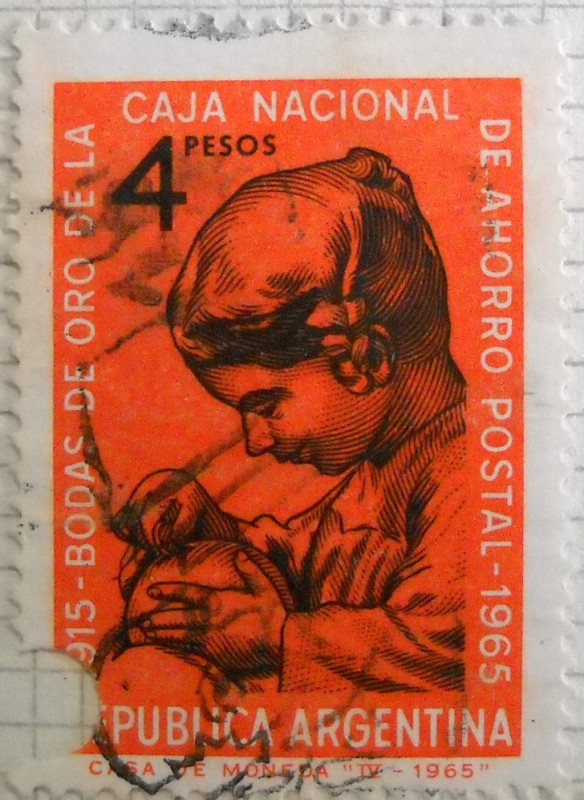 CAJA NACIONAL
4 PESOS
915-BODAS DE ORO DE LA
DE AHORRO POSTAL-1965
EPUBLICA ARGENTINA
CASA DE MONEDA "IV-1965"